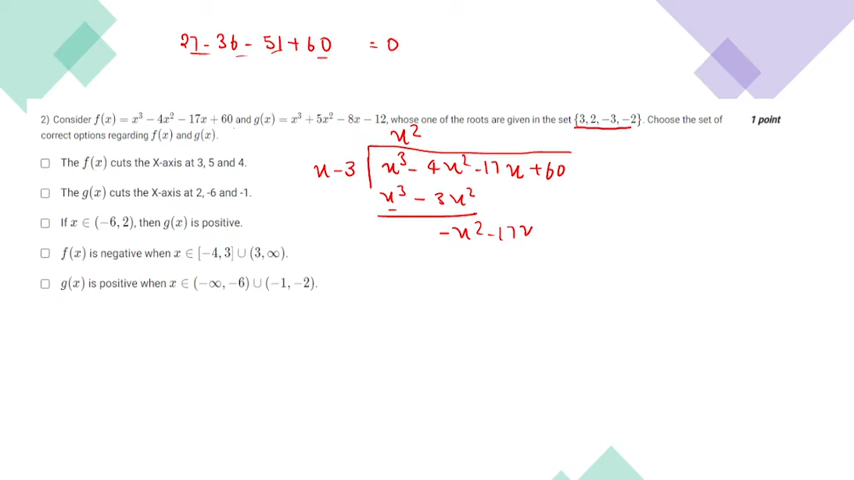 27 - 36 - 51 + 60 = 0
2) Consider f(x) = x³ − 4x² − 17x + 60 and g(x) = x³ + 5x² − 8x − 12, whose one of the roots are given in the set {3, 2, −3, −2}. Choose the set of
1 point
correct options regarding f(x) and g(x).
x²
The f(x) cuts the X-axis at 3, 5 and 4.
x - 3
x³ - 4x² - 17x + 60
The g(x) cuts the X-axis at 2, -6 and -1.
x³ - 3x²
If x ∈ (−6, 2), then g(x) is positive.
-x² - 17x
f(x) is negative when x ∈ [−4, 3] ∪ (3, ∞).
g(x) is positive when x ∈ (−∞, −6) ∪ (−1, −2).